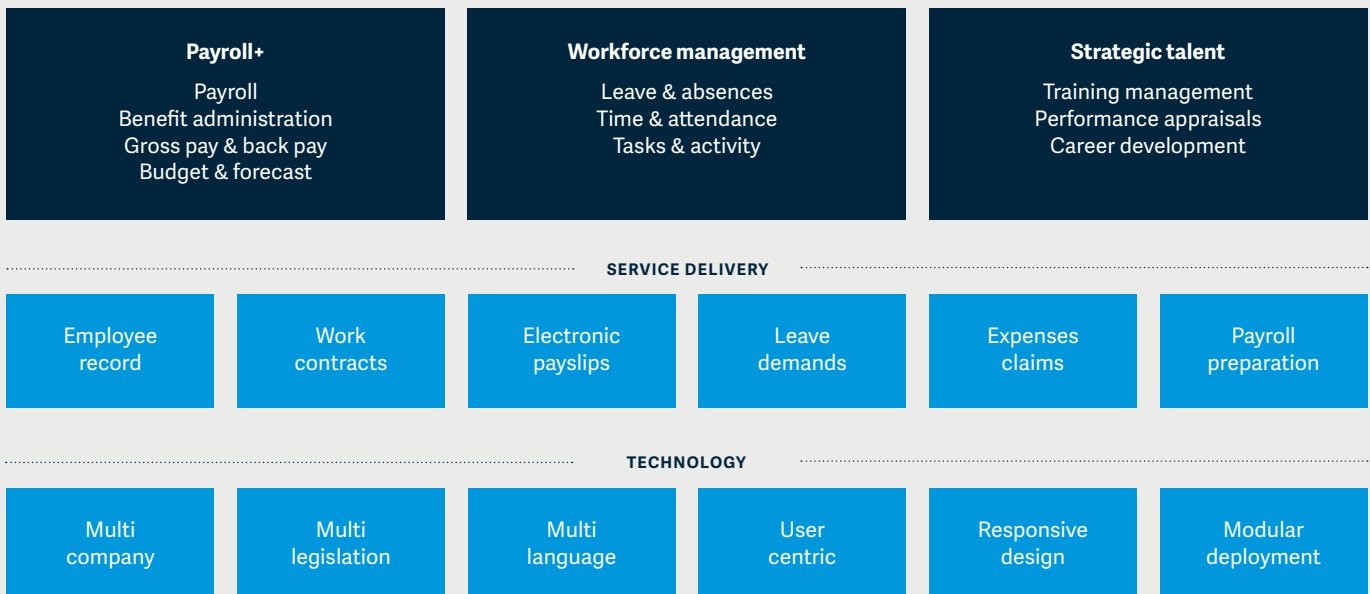 Payroll+
Payroll
Benefit administration
Gross pay & back pay
Budget & forecast
Workforce management
Leave & absences
Time & attendance
Tasks & activity
Strategic talent
Training management
Performance appraisals
Career development
SERVICE DELIVERY
Employee
record
Work
contracts
Electronic
payslips
Leave
demands
Expenses
claims
Payroll
preparation
TECHNOLOGY
Multi
company
Multi
legislation
Multi
language
User
centric
Responsive
design
Modular
deployment